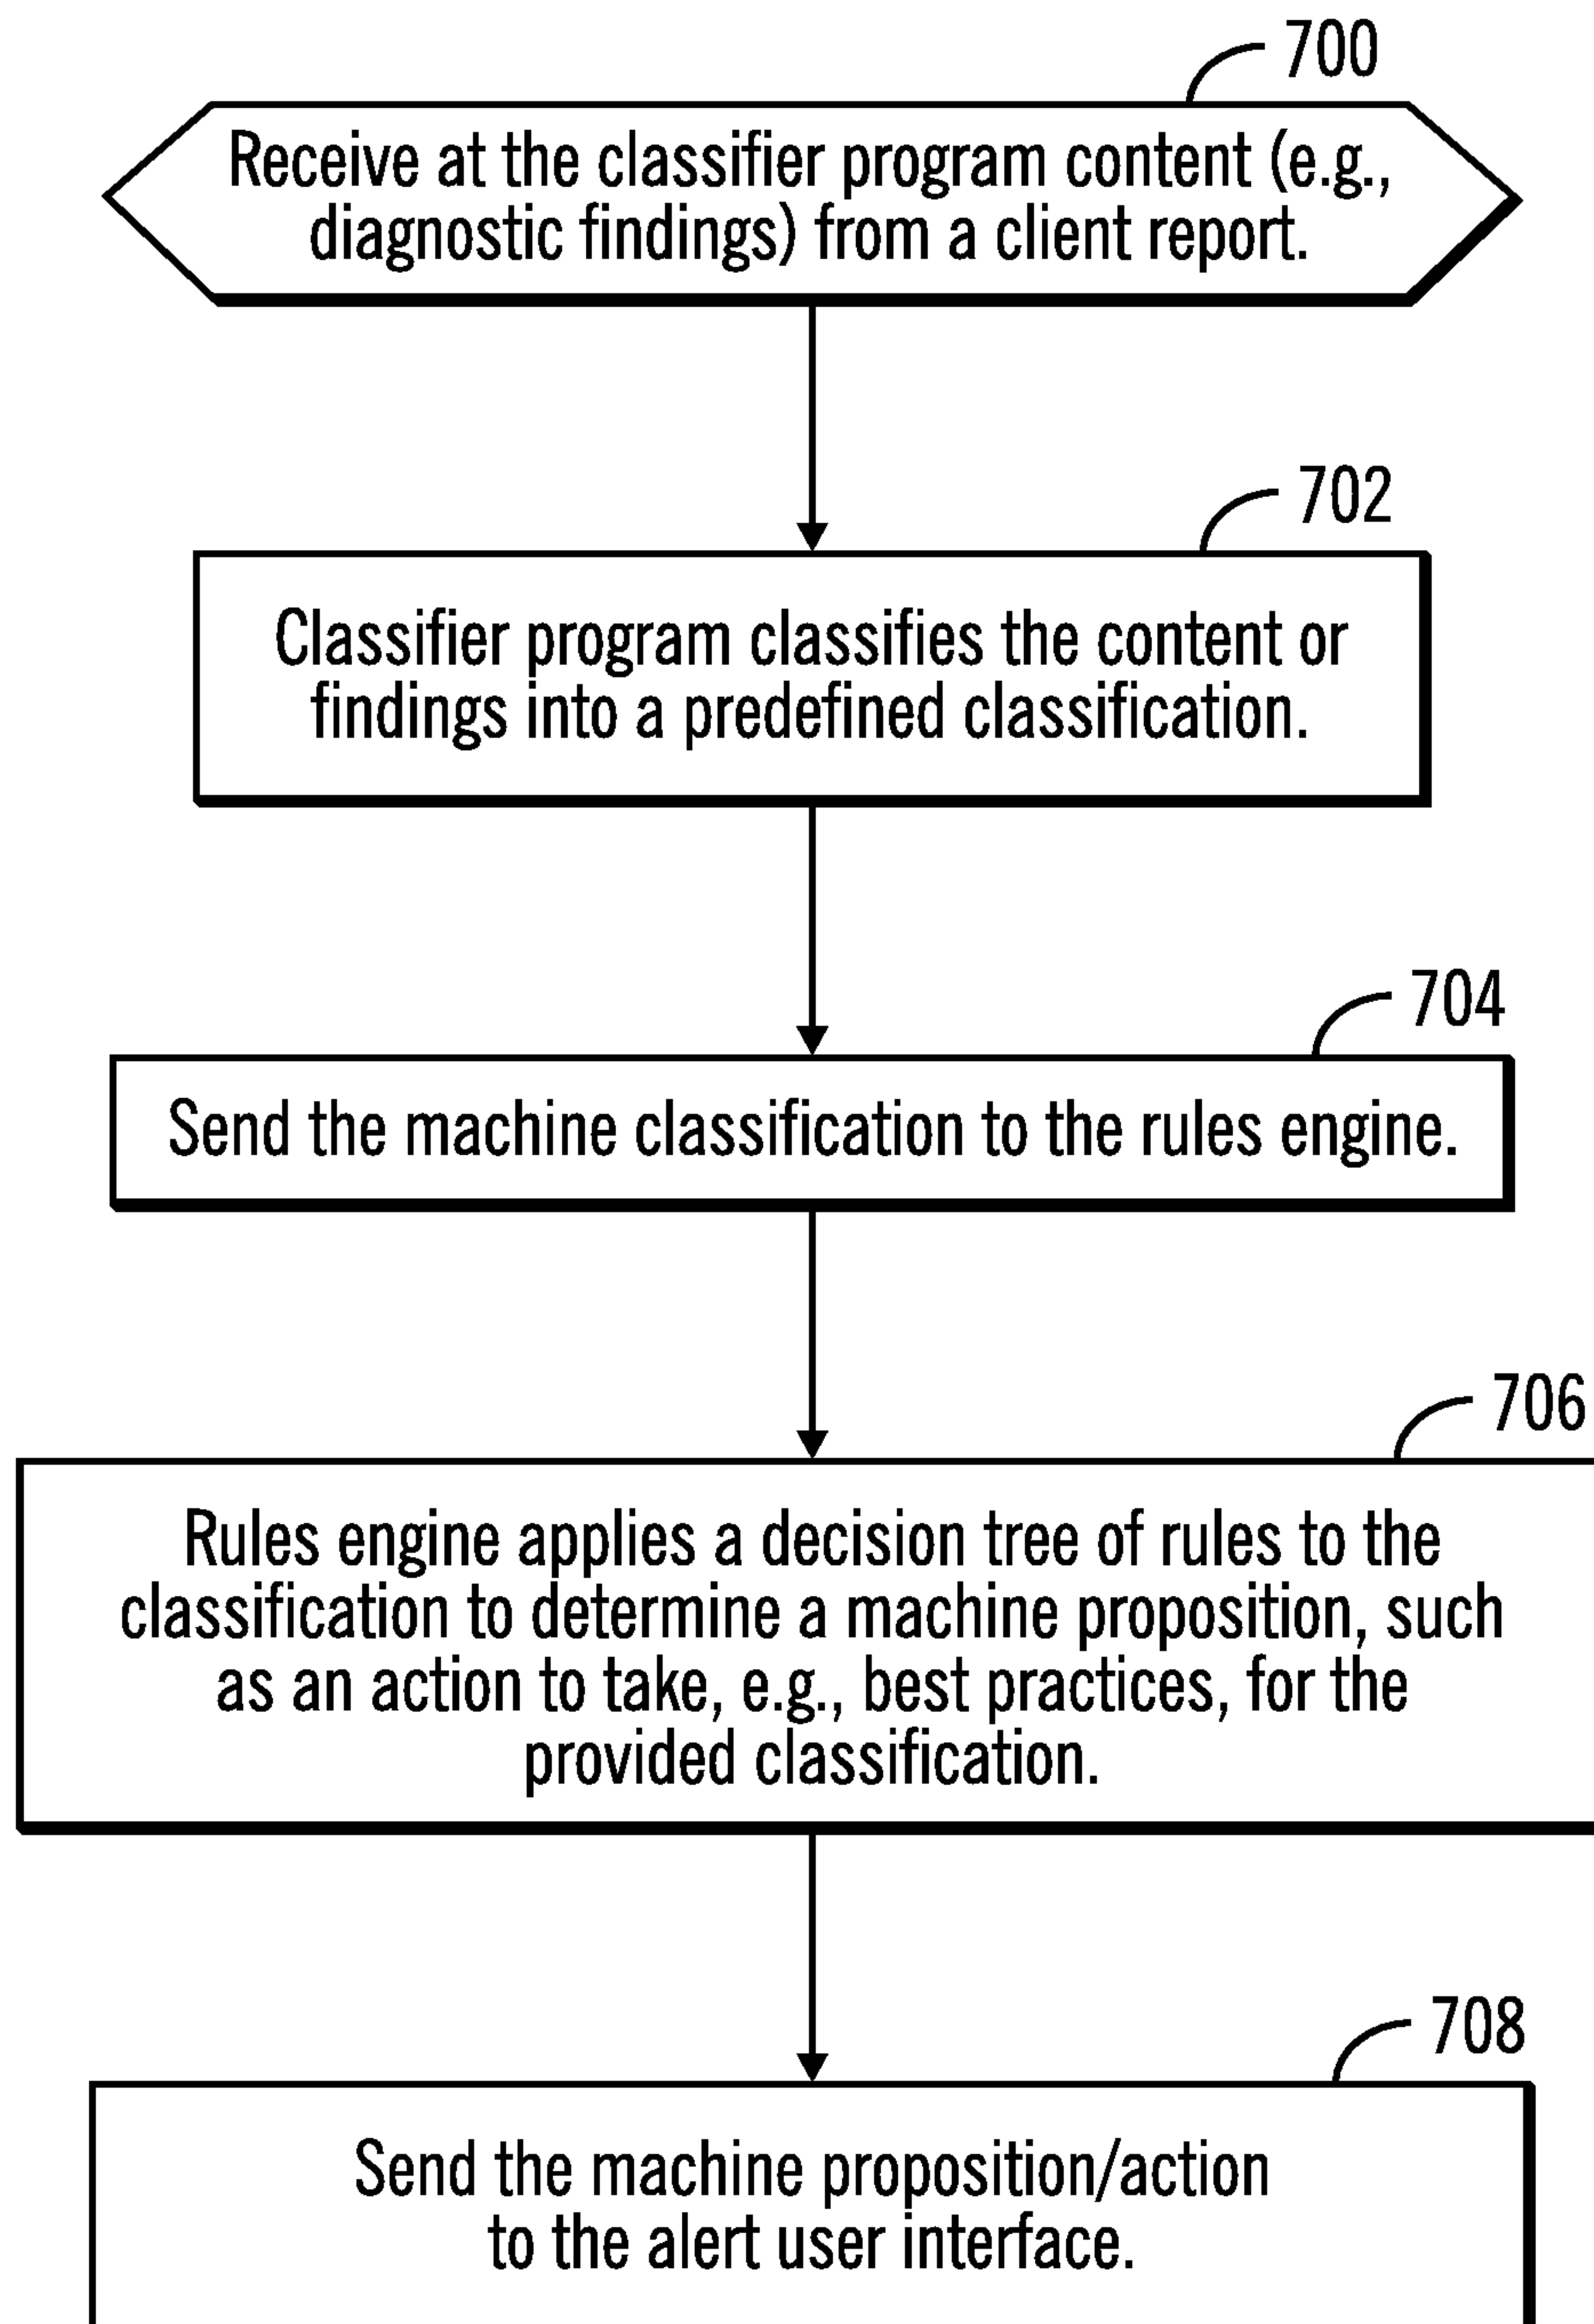 700
Receive at the classifier program content (e.g.,
diagnostic findings) from a client report.
702
Classifier program classifies the content or
findings into a predefined classification.
704
Send the machine classification to the rules engine.
706
Rules engine applies a decision tree of rules to the
classification to determine a machine proposition, such
as an action to take, e.g., best practices, for the
provided classification.
708
Send the machine proposition/action
to the alert user interface.